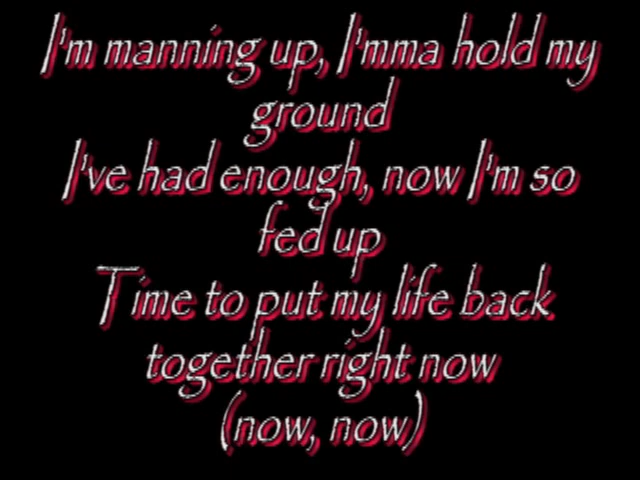 I'm manning up, I'mma hold my
ground
I've had enough, now I'm so
fed up
Time to put my life back
together right now
(now, now)